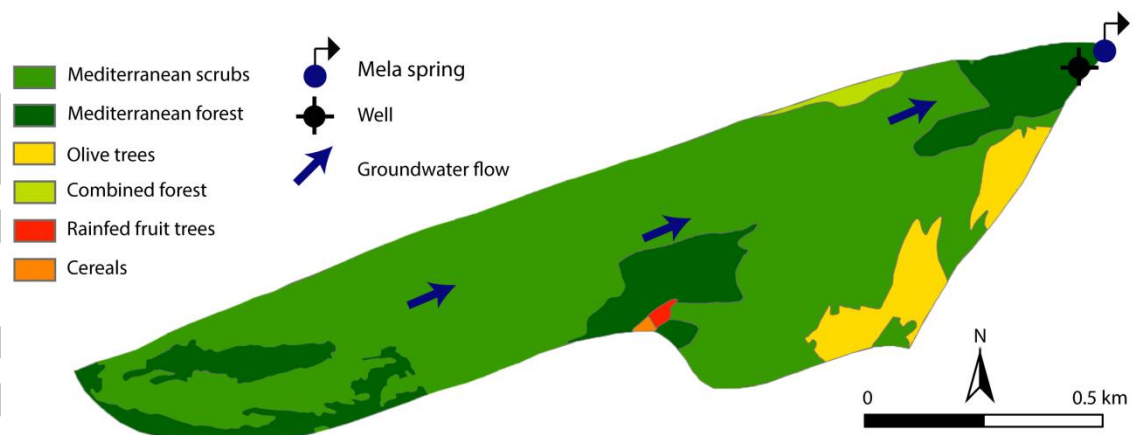 Mediterranean scrubs
Mediterranean forest
Olive trees
Combined forest
Rainfed fruit trees
Cereals
Mela spring
Well
Groundwater flow
N
0 0.5 km